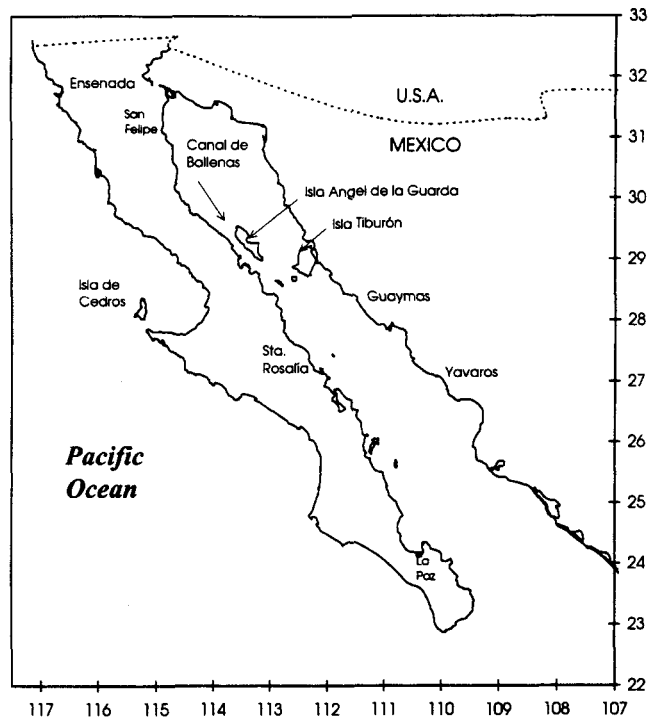 33
32
31
30
29
28
27
26
25
24
23
22
Ensenada
U.S.A.
San
Felipe
MEXICO
Canal de
Ballenas
Isla Angel de la Guarda
Isla Tiburón
Isla de
Cedros
Guaymas
Sta.
Rosalía
Yavaros
Pacific
Ocean
La
Paz
117 116 115 114 113 112 111 110 109 108 107